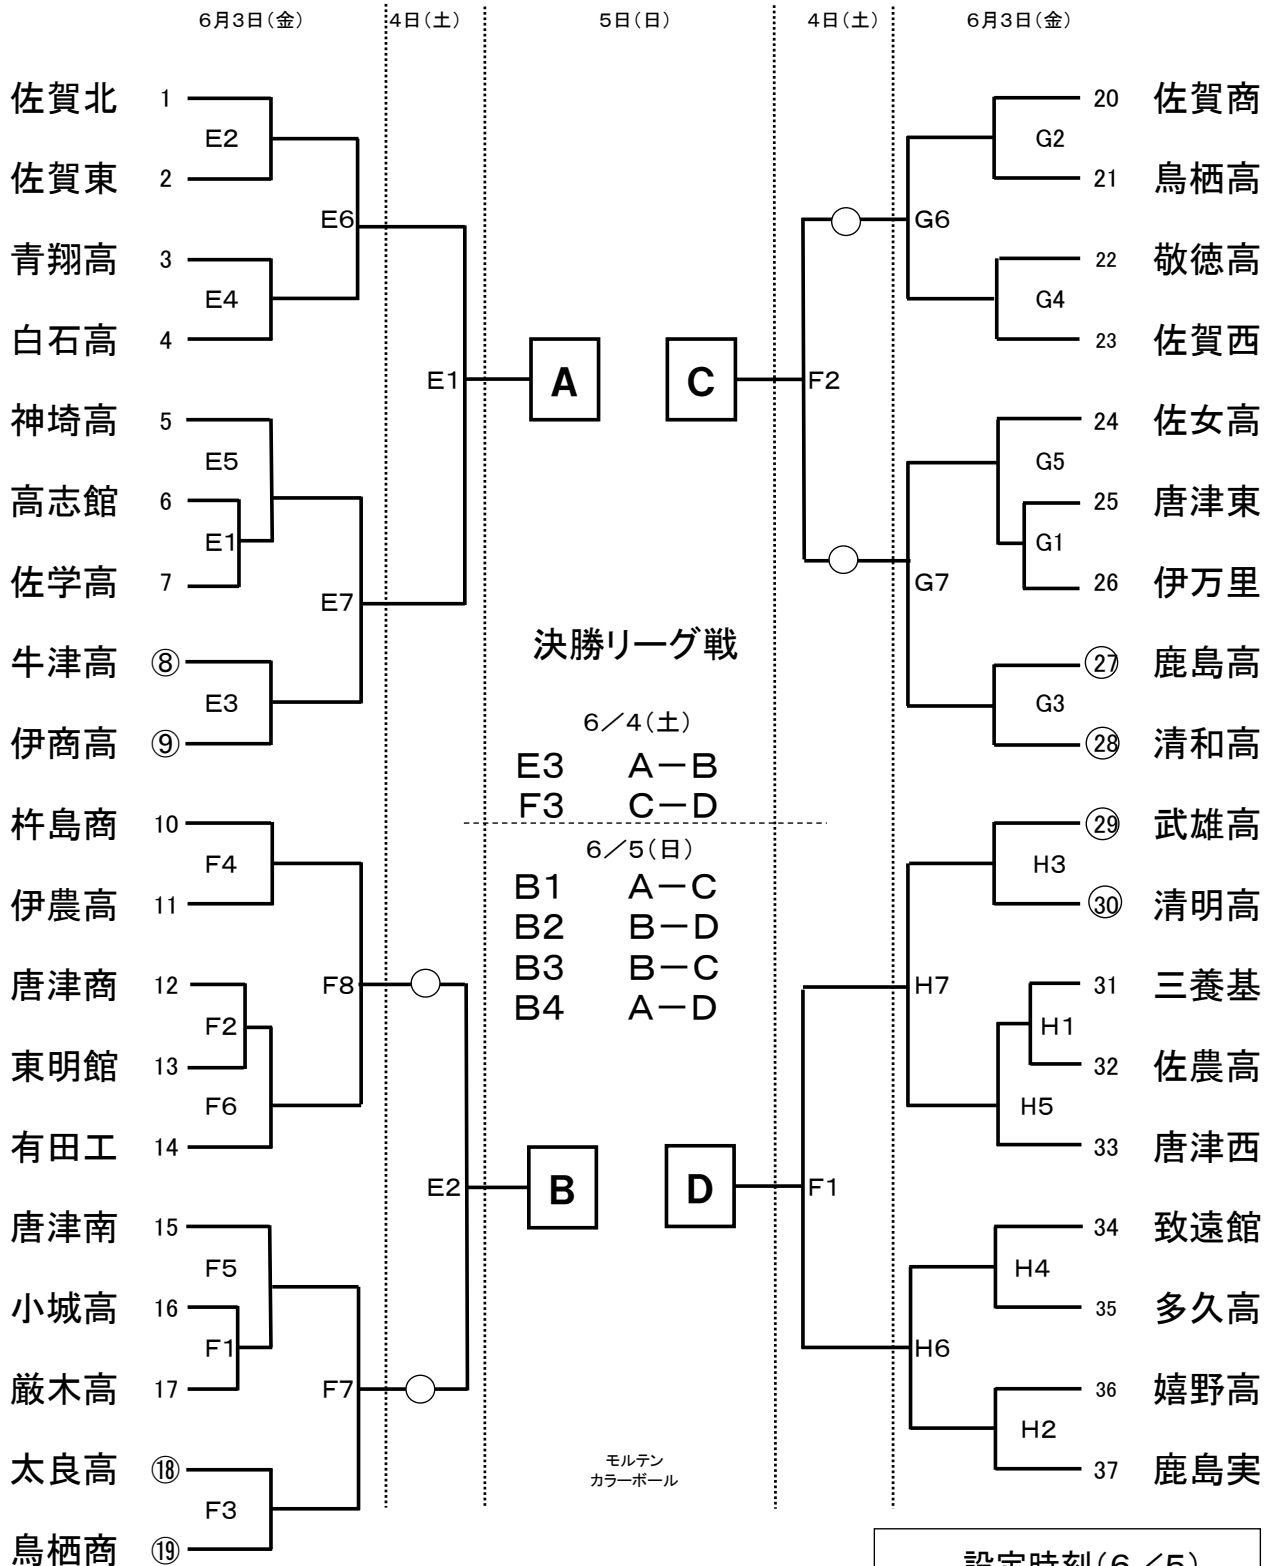 6月3日(金) 4日(土) 5日(日) 4日(土) 6月3日(金)
佐賀北 1
E2
佐賀東 2
E6
青翔高 3
E4
白石高 4
E1
神埼高 5
E5
高志館 6
E1
佐学高 7
E7
牛津高 ⑧
E3
伊商高 ⑨
杵島商 10
F4
伊農高 11
唐津商 12
F8
F2
東明館 13
F6
有田工 14
E2
唐津南 15
F5
小城高 16
F1
厳木高 17
F7
太良高 ⑱
F3
鳥栖商 ⑲
A
C
B
D
決勝リーグ戦
6/4(土)
E3 A-B
F3 C-D
6/5(日)
B1 A-C
B2 B-D
B3 B-C
B4 A-D
モルテン
カラーボール
20 佐賀商
G2
21 鳥栖高
G6
22 敬徳高
G4
23 佐賀西
F2
24 佐女高
G5
25 唐津東
G1
26 伊万里
G7
㉗ 鹿島高
G3
㉘ 清和高
㉙ 武雄高
H3
㉚ 清明高
31 三養基
H7
H1
32 佐農高
H5
33 唐津西
F1
34 致遠館
H4
35 多久高
H6
36 嬉野高
H2
37 鹿島実
設定時刻(6/5)